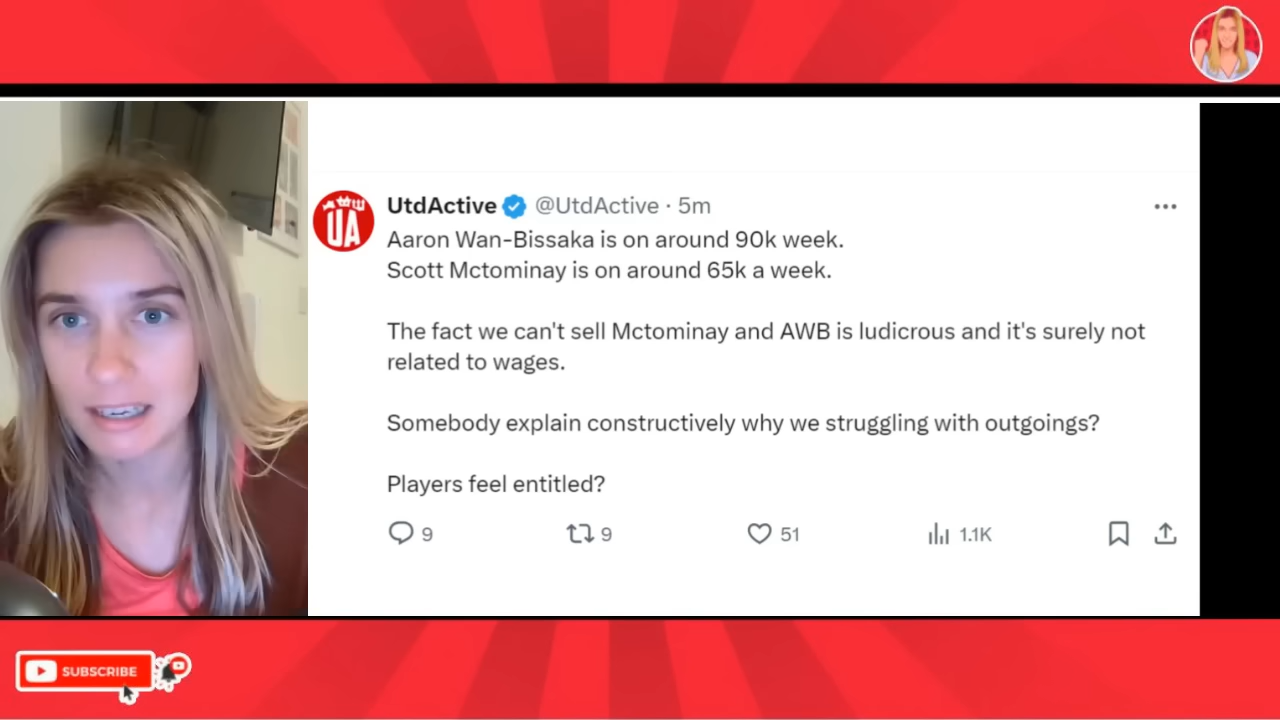 UtdActive @UtdActive · 5m
UA
Aaron Wan-Bissaka is on around 90k week.
Scott Mctominay is on around 65k a week.
The fact we can't sell Mctominay and AWB is ludicrous and it's surely not
related to wages.
Somebody explain constructively why we struggling with outgoings?
Players feel entitled?
9 9 51 1.1K
SUBSCRIBE